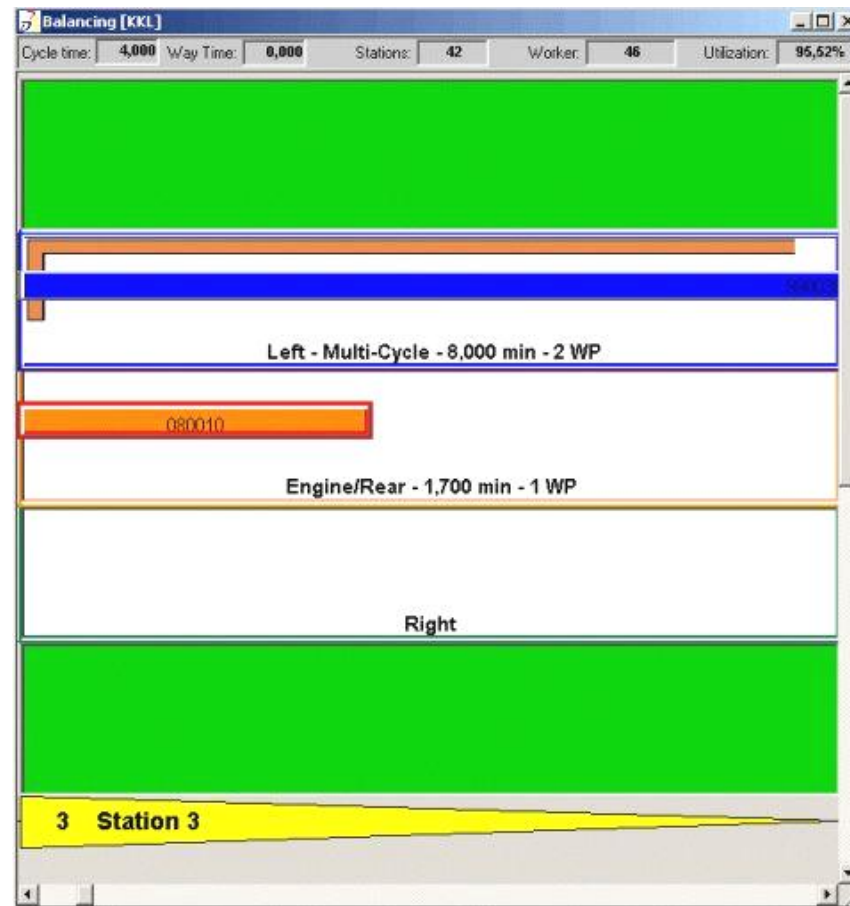 Balancing [KKL]
Cycle time: 4,000 Way Time: 0,000 Stations: 42 Worker: 46 Utilization: 95,52%
Left - Multi-Cycle - 8,000 min - 2 WP
080010
Engine/Rear - 1,700 min - 1 WP
Right
3 Station 3